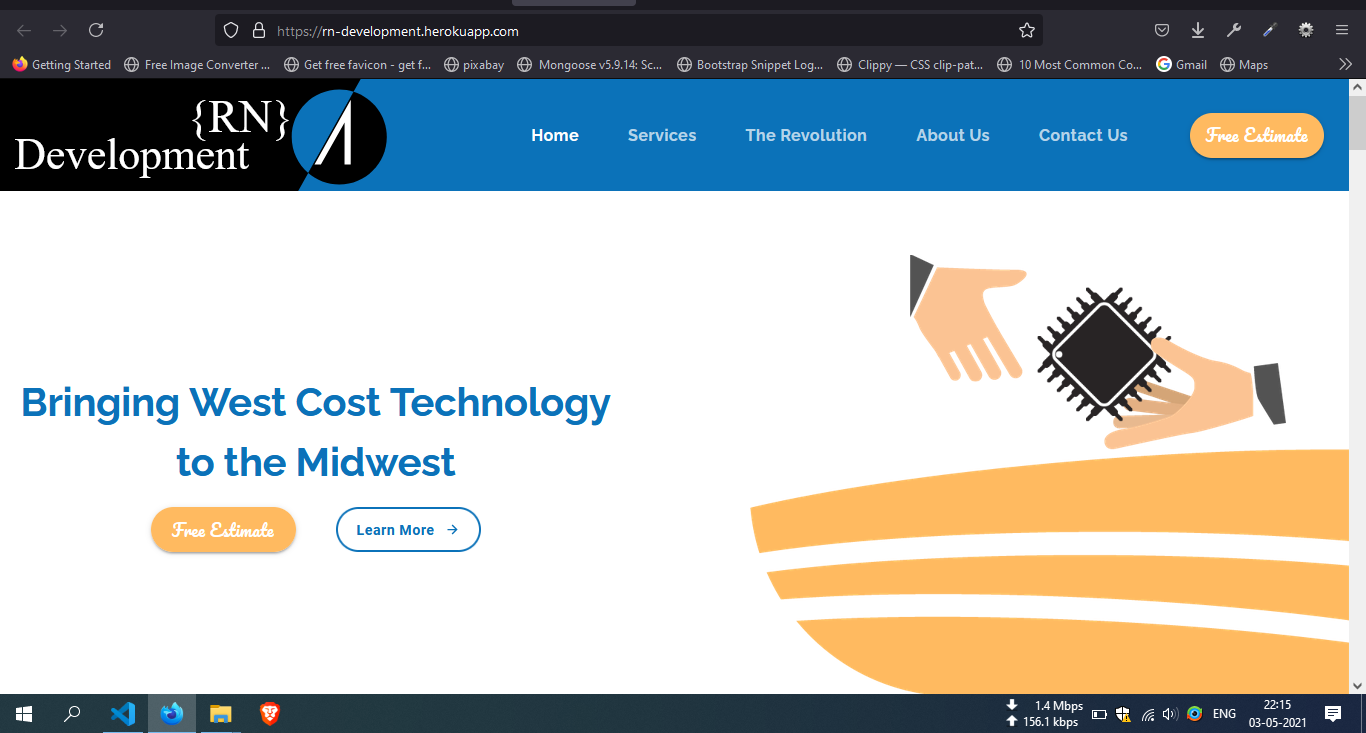 https://rn-development.herokuapp.com
Getting Started Free Image Converter ... Get free favicon - get f... pixabay Mongoose v5.9.14: Sc... Bootstrap Snippet Log... Clippy — CSS clip-pat... 10 Most Common Co... Gmail Maps
{RN}
Development
Home Services The Revolution About Us Contact Us Free Estimate
Bringing West Cost Technology
to the Midwest
Free Estimate Learn More →
1.4 Mbps
156.1 kbps
ENG
22:15
03-05-2021